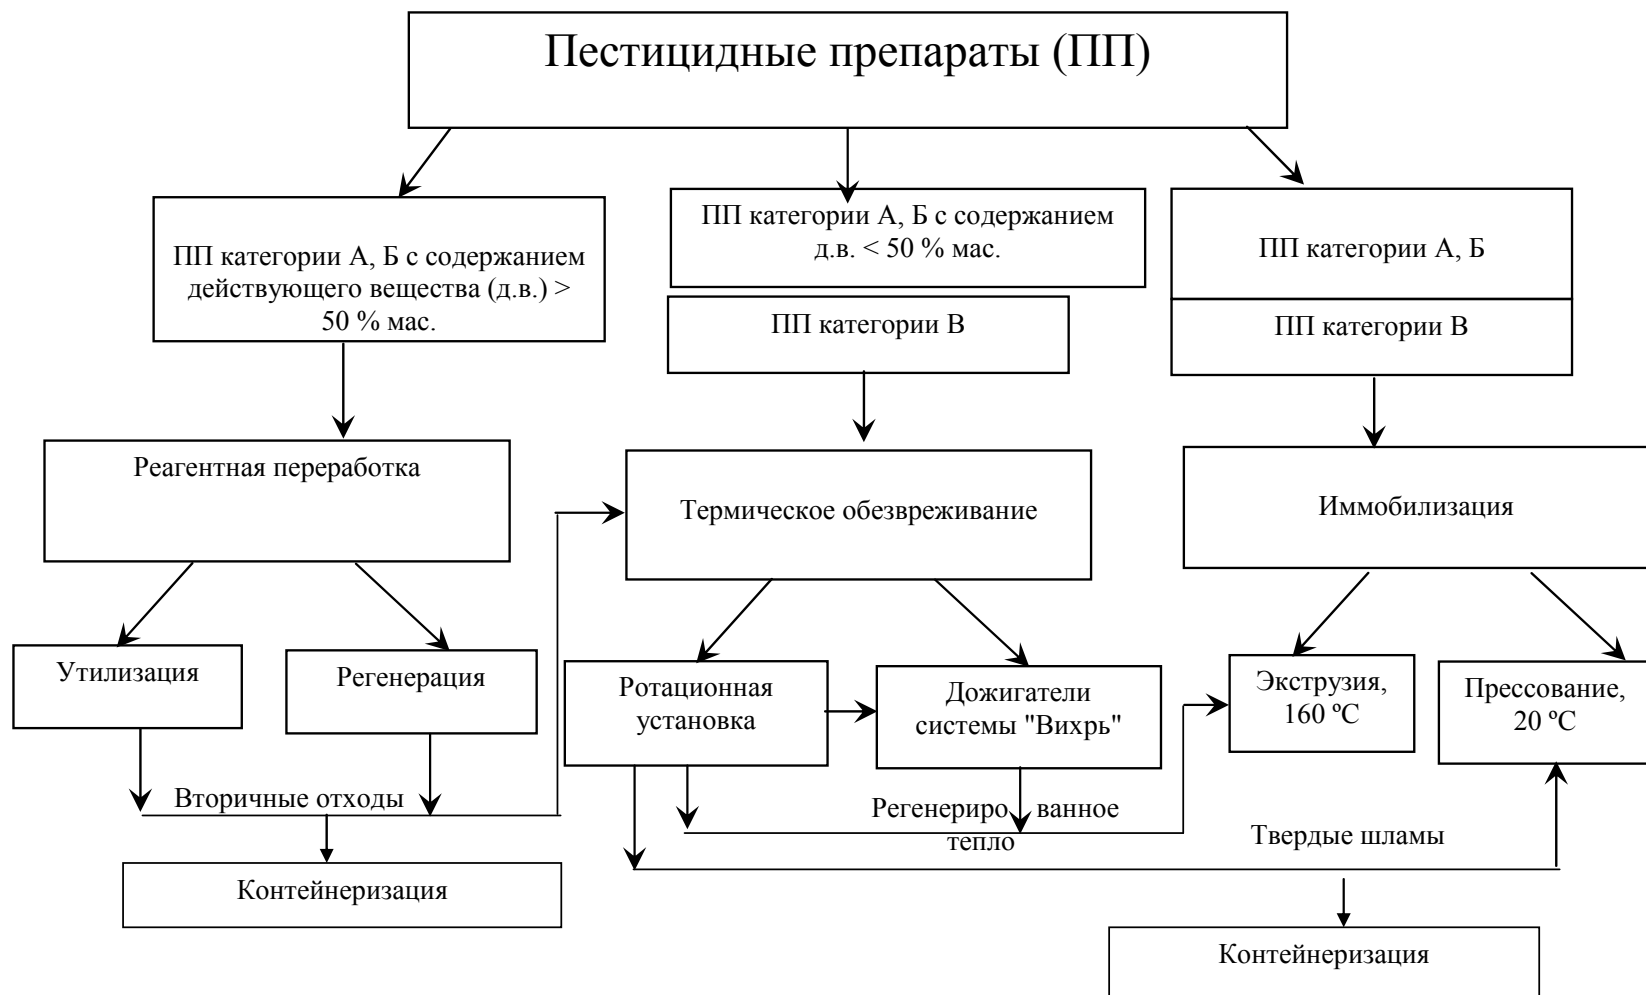 Пестицидные препараты (ПП)
ПП категории А, Б с содержанием
действующего вещества (д.в.) >
50 % мас.
ПП категории А, Б с содержанием
д.в. < 50 % мас.
ПП категории В
ПП категории А, Б
ПП категории В
Реагентная переработка
Термическое обезвреживание
Иммобилизация
Утилизация
Регенерация
Ротационная
установка
Дожигатели
системы "Вихрь"
Экструзия,
160 ºС
Прессование,
20 ºС
Вторичные отходы
Регенериро ванное
тепло
Твердые шламы
Контейнеризация
Контейнеризация